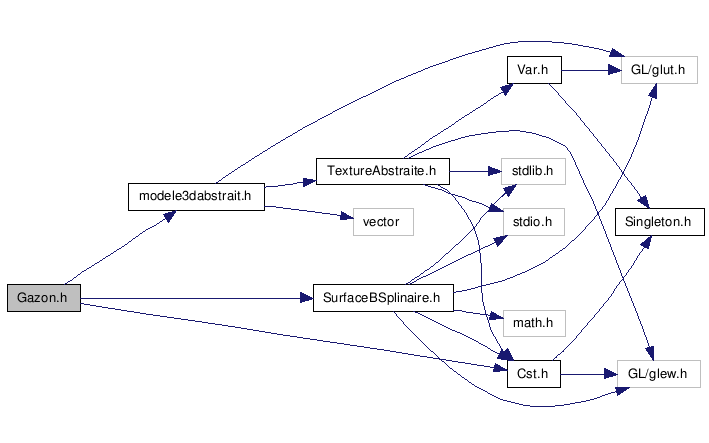 Var.h
GL/glut.h
TextureAbstraite.h
stdlib.h
modele3dabstrait.h
vector
stdio.h
Singleton.h
Gazon.h
SurfaceBSplinaire.h
math.h
Cst.h
GL/glew.h